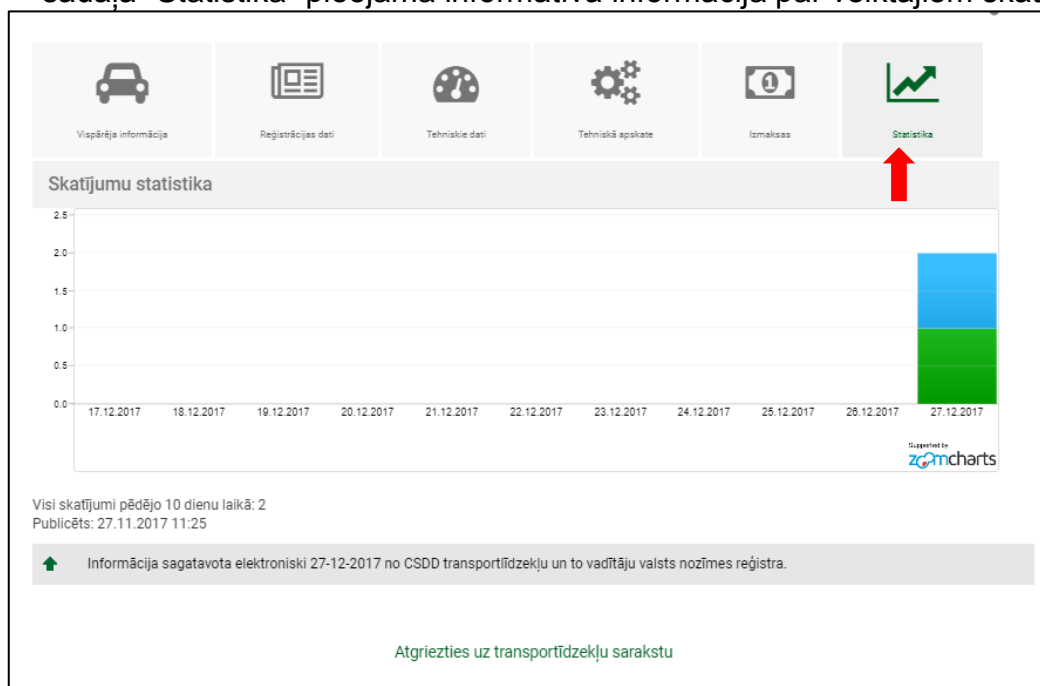 sadaļā "Statistika" pieejama informatīva informācija par veiktajiem
Vispārēja informācija
Reģistrācijas dati
Tehniskie dati
Tehniskā apskate
Izmaksas
Statistika
Skatījumu statistika
2.5
2.0
1.5
1.0
0.5
0.0
17.12.2017 18.12.2017 19.12.2017 20.12.2017 21.12.2017 22.12.2017 23.12.2017 24.12.2017 25.12.2017 26.12.2017 27.12.2017
Supported by
zoomcharts
Visi skatījumi pēdējo 10 dienu laikā: 2
Publicēts: 27.11.2017 11:25
Informācija sagatavota elektroniski 27-12-2017 no CSDD transportlīdzekļu un to vadītāju valsts nozīmes reģistra.
Atgriezties uz transportīdzekļu sarakstu